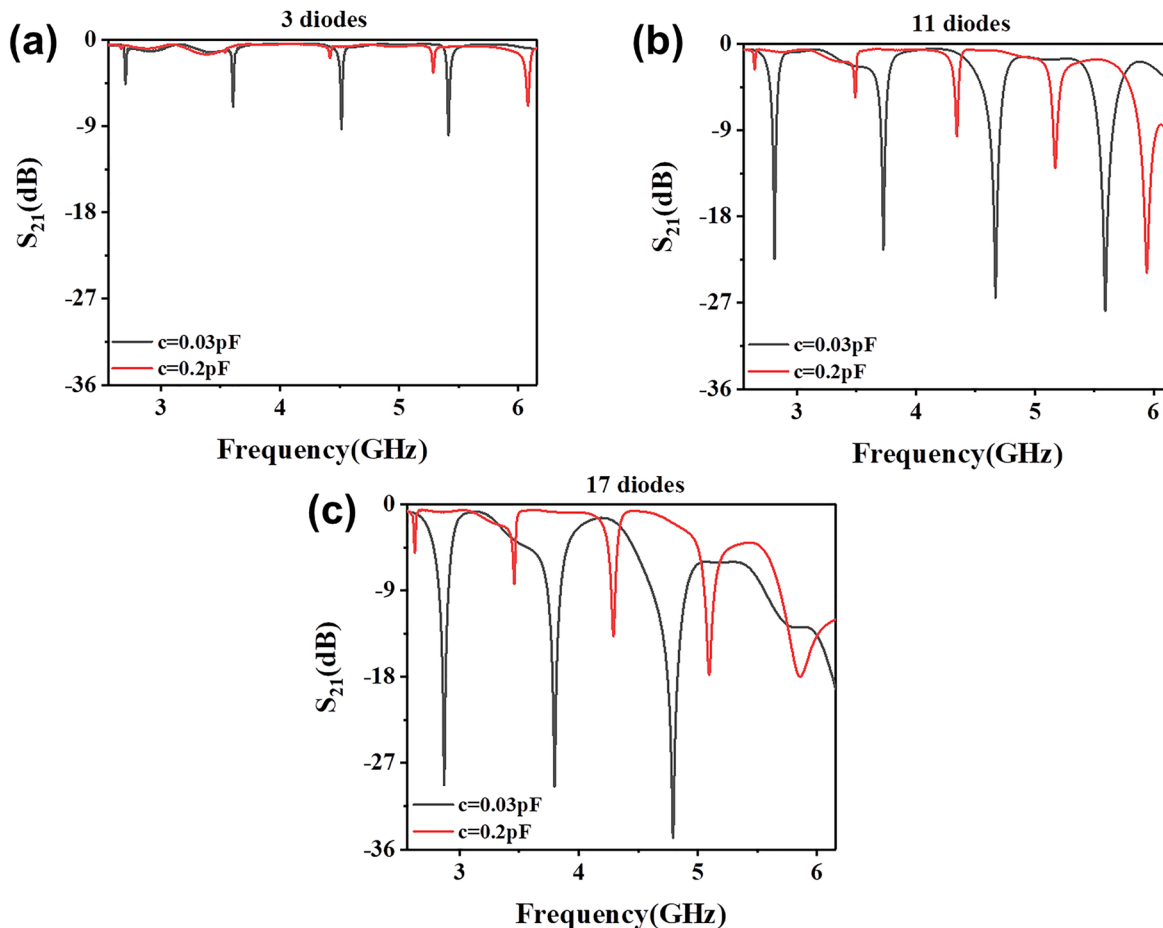 (a)
3 diodes
0
-9
-18
-27
-36
S21(dB)
c=0.03pF
c=0.2pF
3 4 5 6
Frequency(GHz)
(b)
11 diodes
0
-9
-18
-27
-36
S21(dB)
c=0.03pF
c=0.2pF
3 4 5 6
Frequency(GHz)
(c)
17 diodes
0
-9
-18
-27
-36
S21(dB)
c=0.03pF
c=0.2pF
3 4 5 6
Frequency(GHz)